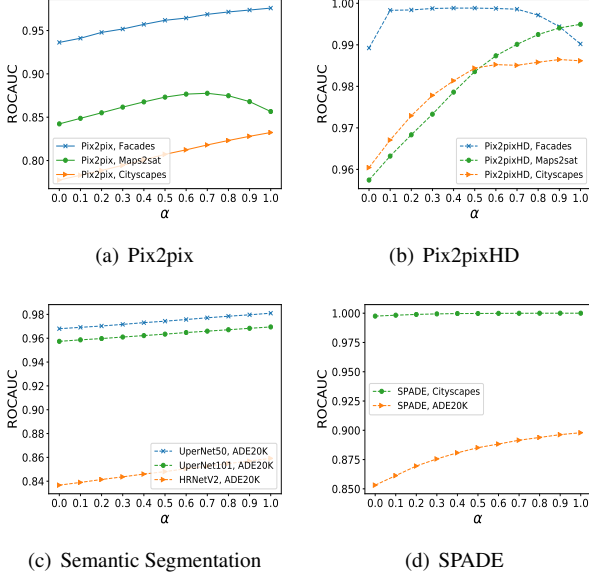 0.95
0.90
0.85
0.80
ROCAUC
Pix2pix, Facades
Pix2pix, Maps2sat
Pix2pix, Cityscapes
0.0 0.1 0.2 0.3 0.4 0.5 0.6 0.7 0.8 0.9 1.0
α
(a) Pix2pix
1.00
0.99
0.98
0.97
0.96
ROCAUC
Pix2pixHD, Facades
Pix2pixHD, Maps2sat
Pix2pixHD, Cityscapes
0.0 0.1 0.2 0.3 0.4 0.5 0.6 0.7 0.8 0.9 1.0
α
(b) Pix2pixHD
0.98
0.96
0.94
0.92
0.90
0.88
0.86
0.84
ROCAUC
UperNet50, ADE20K
UperNet101, ADE20K
HRNetV2, ADE20K
0.0 0.1 0.2 0.3 0.4 0.5 0.6 0.7 0.8 0.9 1.0
α
(c) Semantic Segmentation
1.000
0.975
0.950
0.925
0.900
0.875
0.850
ROCAUC
SPADE, Cityscapes
SPADE, ADE20K
0.0 0.1 0.2 0.3 0.4 0.5 0.6 0.7 0.8 0.9 1.0
α
(d) SPADE